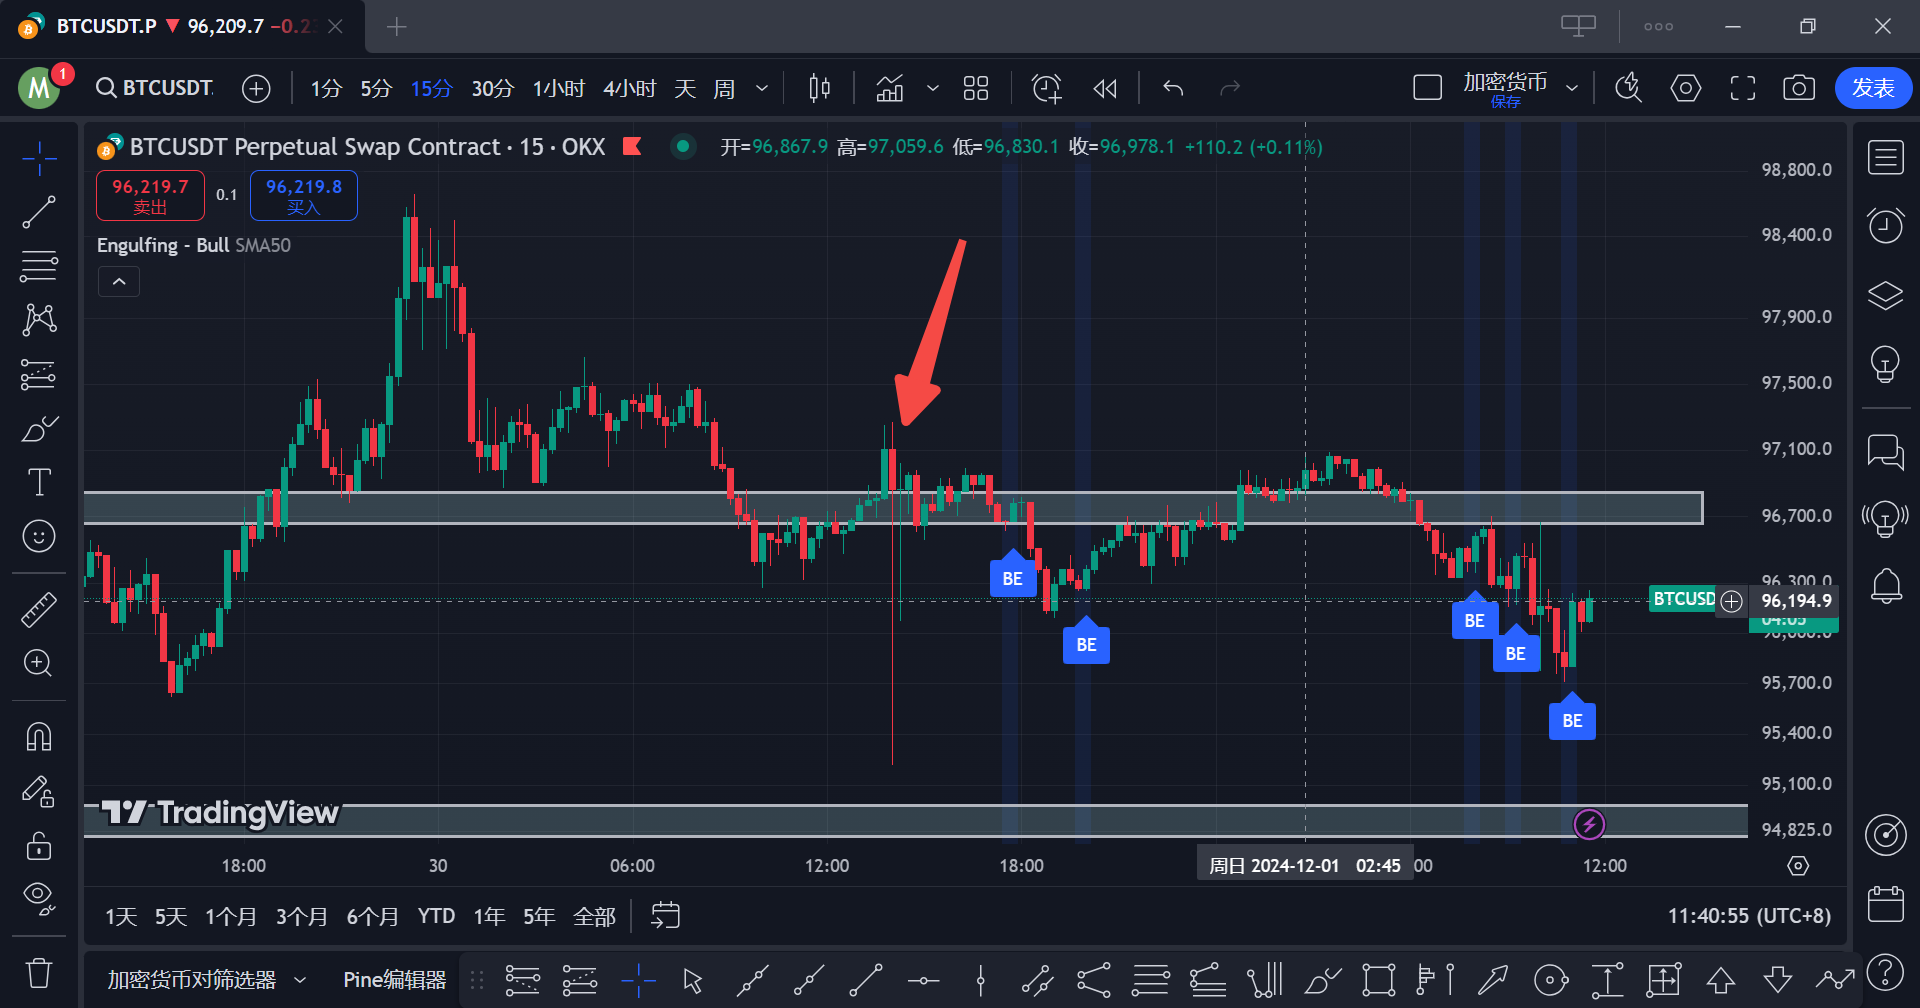 BTCUSDT.P ▼ 96,209.7 −0.2
M 1 BTCUSDT. 1分 5分 15分 30分 1小时 4小时 天 周 加密货币 保存 发表
BTCUSDT Perpetual Swap Contract · 15 · OKX 开=96,867.9 高=97,059.6 低=96,830.1 收=96,978.1 +110.2 (+0.11%)
96,219.7 卖出 0.1 96,219.8 买入
Engulfing - Bull SMA50
98,800.0
98,400.0
97,900.0
97,500.0
97,100.0
96,700.0
96,300.0
BTCUSD 96,194.9
04:05
96,000.0
95,700.0
95,400.0
95,100.0
94,825.0
BE
BE
BE
BE
BE
TradingView
18:00 30 06:00 12:00 18:00 周日 2024-12-01 02:45 :00 12:00
1天 5天 1个月 3个月 6个月 YTD 1年 5年 全部 11:40:55 (UTC+8)
加密货币对筛选器 Pine编辑器